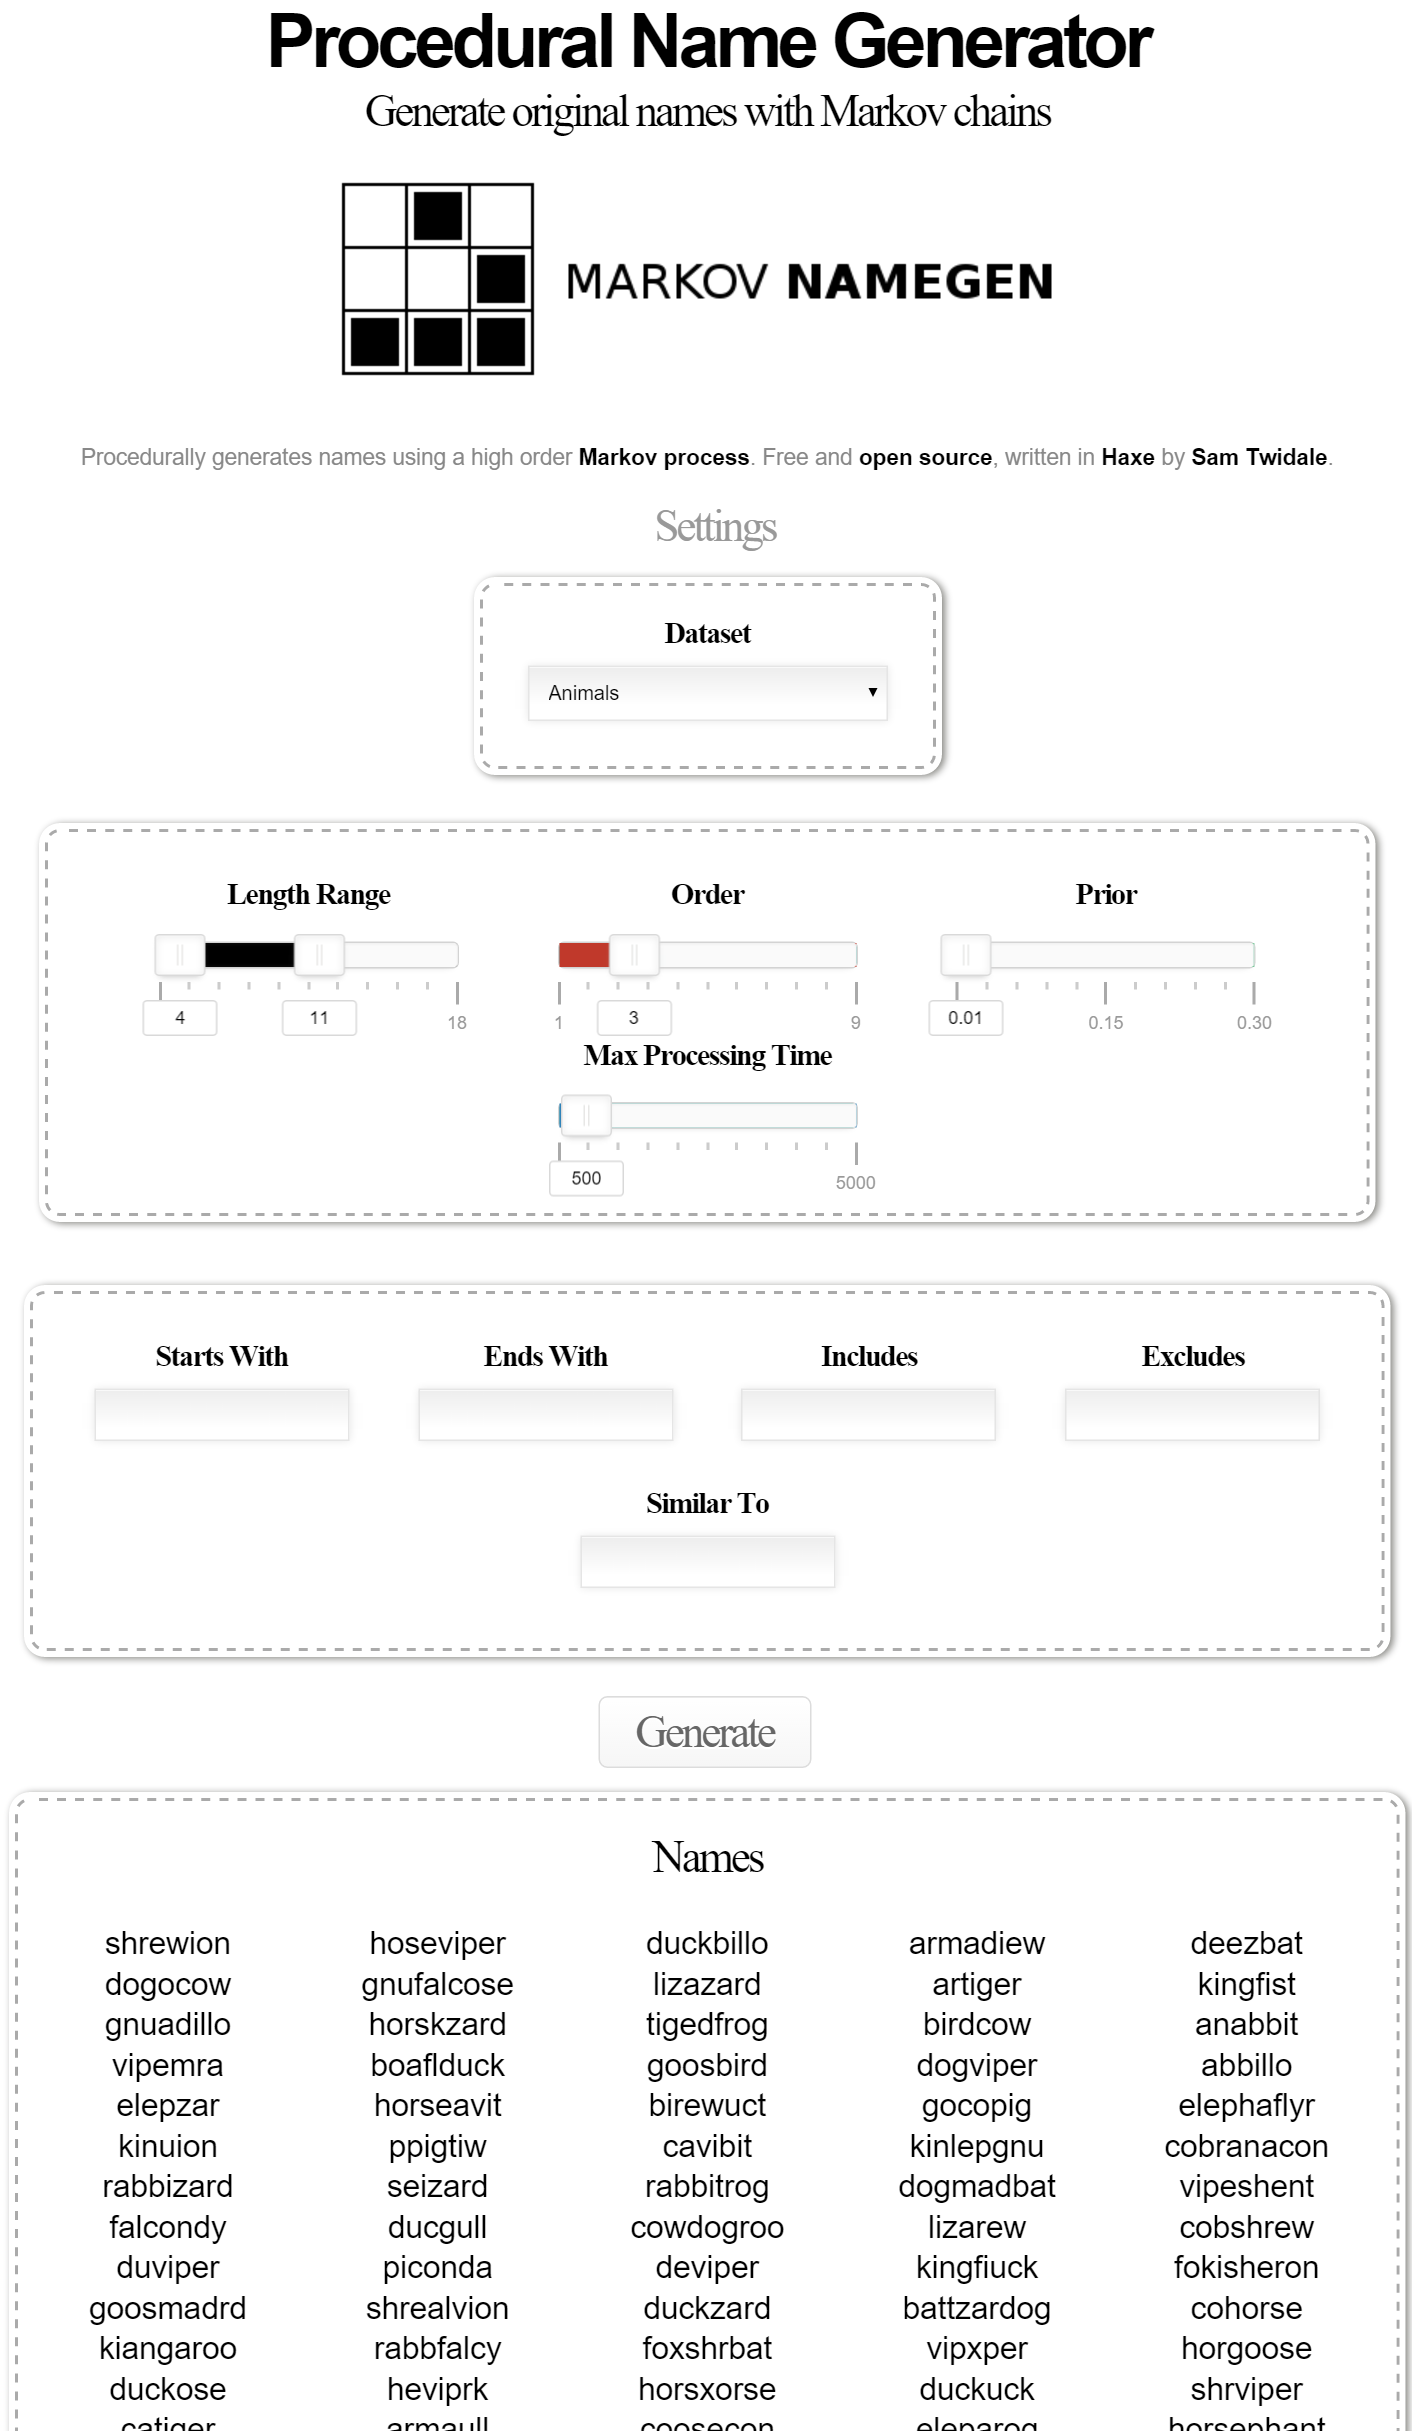 Procedural Name Generator
Generate original names with Markov chains
MARKOV NAMEGEN
Procedurally generates names using a high order Markov process. Free and open source, written in Haxe by Sam Twidale.
Settings
Dataset
Animals
Length Range Order Prior
4 11 18 1 3 9 0.01 0.15 0.30
Max Processing Time
500 5000
Starts With Ends With Includes Excludes
Similar To
Generate
Names
shrewion hoseviper duckbillo armadiew deezbat
dogocow gnufalcose lizazard artiger kingfist
gnuadillo horskzard tigedfrog birdcow anabbit
vipemra boaflduck goosbird dogviper abbillo
elepzar horseavit birewuct gocopig elephaflyr
kinuion ppigtiw cavibit kinlepgnu cobranacon
rabbizard seizard rabbitrog dogmadbat vipeshent
falcondy ducgull cowdogroo lizarew cobshrew
duviper piconda deviper kingfiuck fokisheron
goosmadrd shrealvion duckzard battzardog cohorse
kiangaroo rabbfalcy foxshrbat vipxper horgoose
duckose heviprk horsxorse duckuck shrviper
catiger armaull coosecon eleparog horsephant